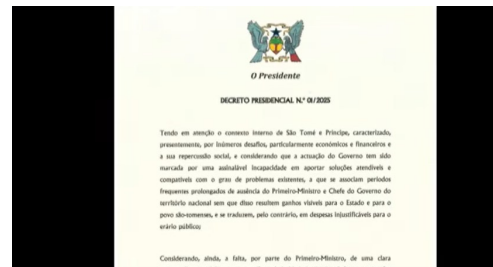 O Presidente
DECRETO PRESIDENCIAL N.º 01/2025
Tendo em atenção o contexto interno de São Tomé e Príncipe, caracterizado,
presentemente, por inúmeros desafios, particularmente económicos e financeiros e
a sua repercussão social, e considerando que a actuação do Governo tem sido
marcada por uma assinalável incapacidade em aportar soluções atendíveis e
compatíveis com o grau de problemas existentes, a que se associam períodos
frequentes prolongados de ausência do Primeiro-Ministro e Chefe do Governo do
território nacional sem que disso resultem ganhos visíveis para o Estado e para o
povo são-tomense, e se traduzem, pelo contrário, em despesas injustificáveis para o
erário público;
Considerando, ainda, a falta, por parte do Primeiro-Ministro, de uma clara